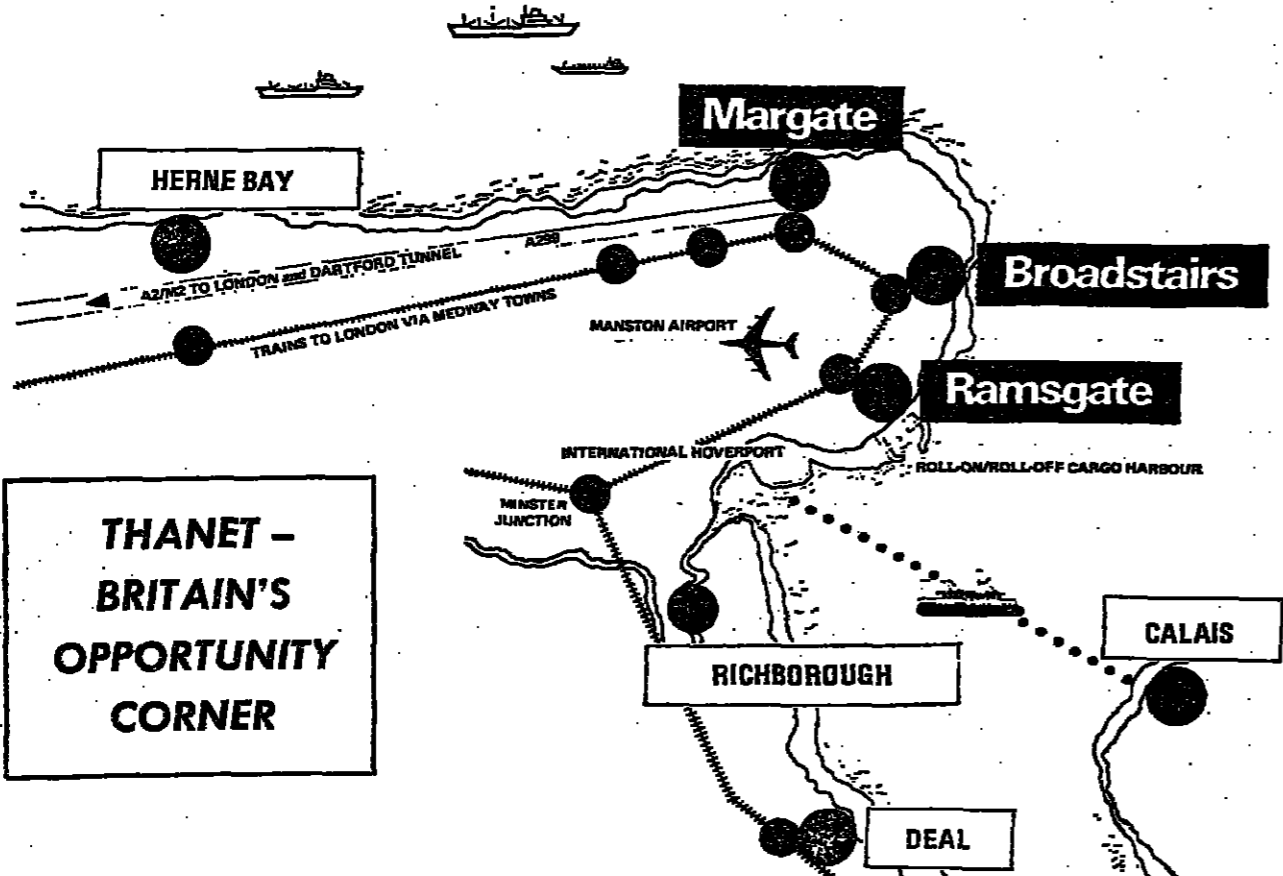 Margate
HERNE BAY
A299
A2/M2 TO LONDON and DARTFORD TUNNEL
Broadstairs
TRAINS TO LONDON VIA MEDWAY TOWNS
MANSTON AIRPORT
Ramsgate
INTERNATIONAL HOVERPORT
ROLL-ON/ROLL-OFF CARGO HARBOUR
MINSTER
JUNCTION
THANET –
BRITAIN'S
OPPORTUNITY
CORNER
CALAIS
RICHBOROUGH
DEAL